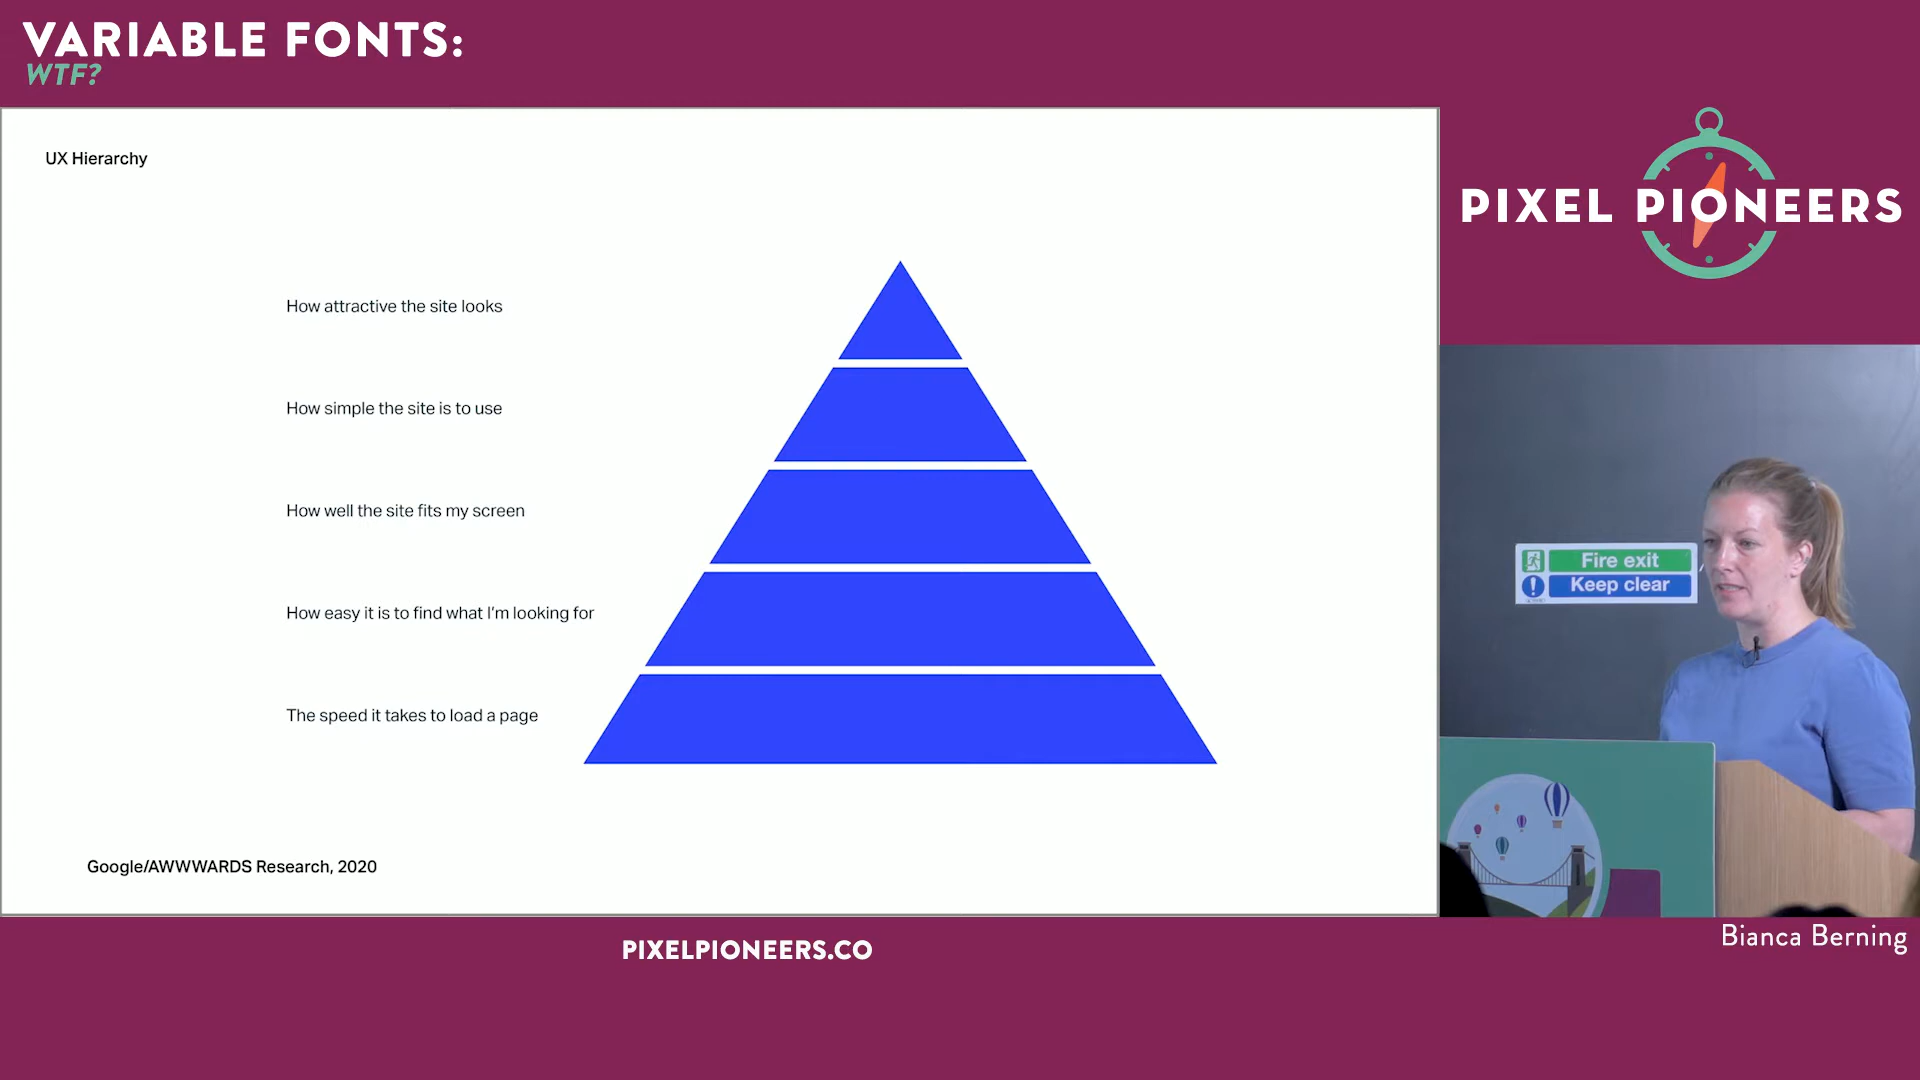 VARIABLE FONTS:
WTF?
UX Hierarchy
How attractive the site looks
How simple the site is to use
How well the site fits my screen
How easy it is to find what I'm looking for
The speed it takes to load a page
Google/AWWWARDS Research, 2020
PIXEL PIONEERS
Fire exit
Keep clear
Bianca Berning
PIXELPIONEERS.CO